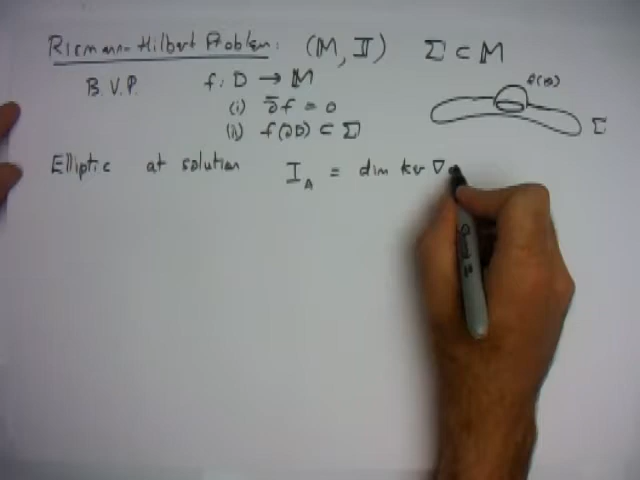 Riemann-Hilbert Problem: (𝕄, 𝕁) Σ ⊂ 𝕄
B.V.P. f: D → 𝕄
(i) ∂̄f = 0
(ii) f(∂D) ⊂ Σ
f(D)
Σ
Elliptic at solution I_A = dim ker ∇